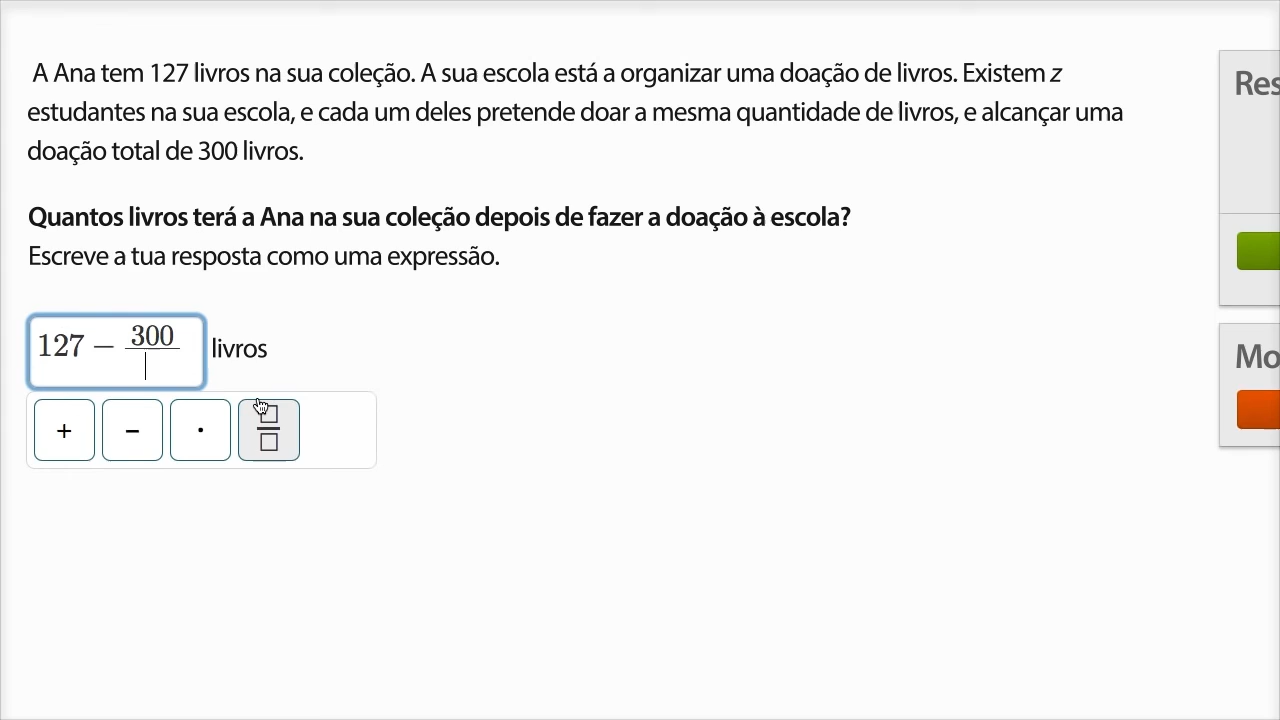 A Ana tem 127 livros na sua coleção. A sua escola está a organizar uma doação de livros. Existem z
estudantes na sua escola, e cada um deles pretende doar a mesma quantidade de livros, e alcançar uma
doação total de 300 livros.
Quantos livros terá a Ana na sua coleção depois de fazer a doação à escola?
Escreve a tua resposta como uma expressão.
127 − 300 livros
+ − ·
Res
Mo